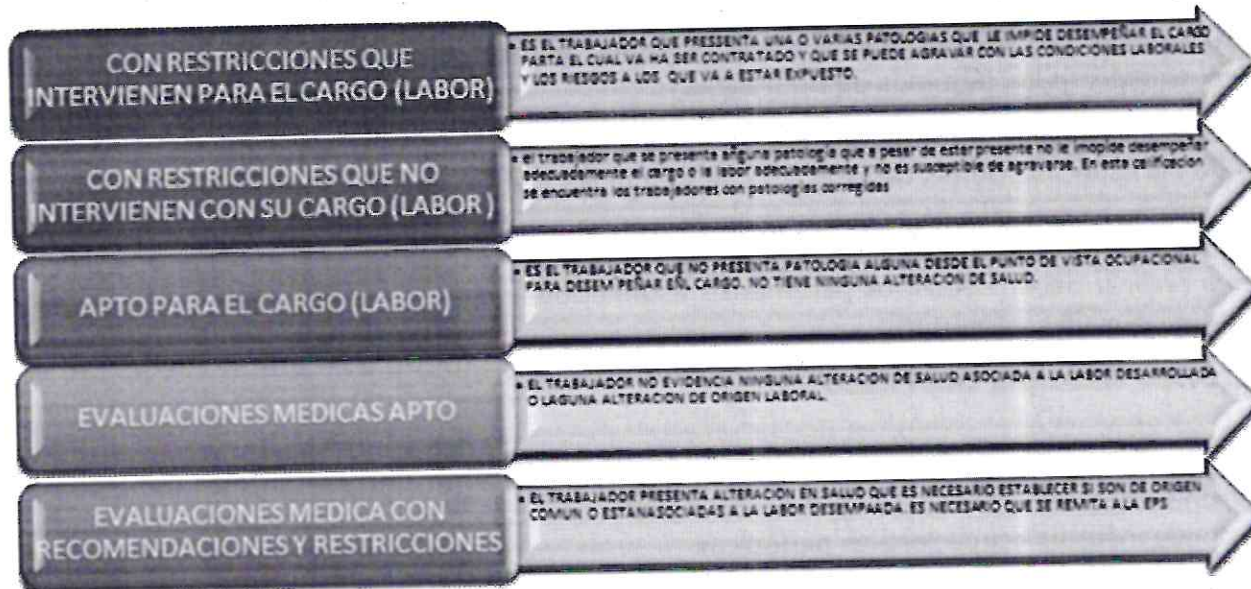 CON RESTRICCIONES QUE
INTERVIENEN PARA EL CARGO (LABOR)
• ES EL TRABAJADOR QUE PRESSENTA UNA O VARIAS PATOLOGIAS QUE LE IMPIDE DESEMPEÑAR EL CARGO
PARTA EL CUAL VA HA SER CONTRATADO Y QUE SE PUEDE AGRAVAR CON LAS CONDICIONES LABORALES
Y LOS RIESGOS A LOS QUE VA A ESTAR EXPUESTO.
CON RESTRICCIONES QUE NO
INTERVIENEN CON SU CARGO (LABOR )
• el trabajador que se presenta alguna patologia que a pesar de estar presente no le imopide desempeñar
adecuadamente el cargo o la labor adecuadamente y no es susceptible de agravarse. En esta calificacion
se encuentra los trabajadores con patologias corregidas
APTO PARA EL CARGO (LABOR)
• ES EL TRABAJADOR QUE NO PRESENTA PATOLOGIA ALGUNA DESDE EL PUNTO DE VISTA OCUPACIONAL
PARA DESEM PEÑAR EÑL CARGO. NO TIENE NINGUNA ALTERACION DE SALUD.
EVALUACIONES MEDICAS APTO
• EL TRABAJADOR NO EVIDENCIA NINGUNA ALTERACION DE SALUD ASOCIADA A LA LABOR DESARROLLADA
O LAGUNA ALTERACION DE ORIGEN LABORAL.
EVALUACIONES MEDICA CON
RECOMENDACIONES Y RESTRICCIONES
• EL TRABAJADOR PRESENTA ALTERACION EN SALUD QUE ES NECESARIO ESTABLECER SI SON DE ORIGEN
COMUN O ESTANASOCIADAS A LA LABOR DESEMPAADA. ES NECESARIO QUE SE REMITA A LA EPS